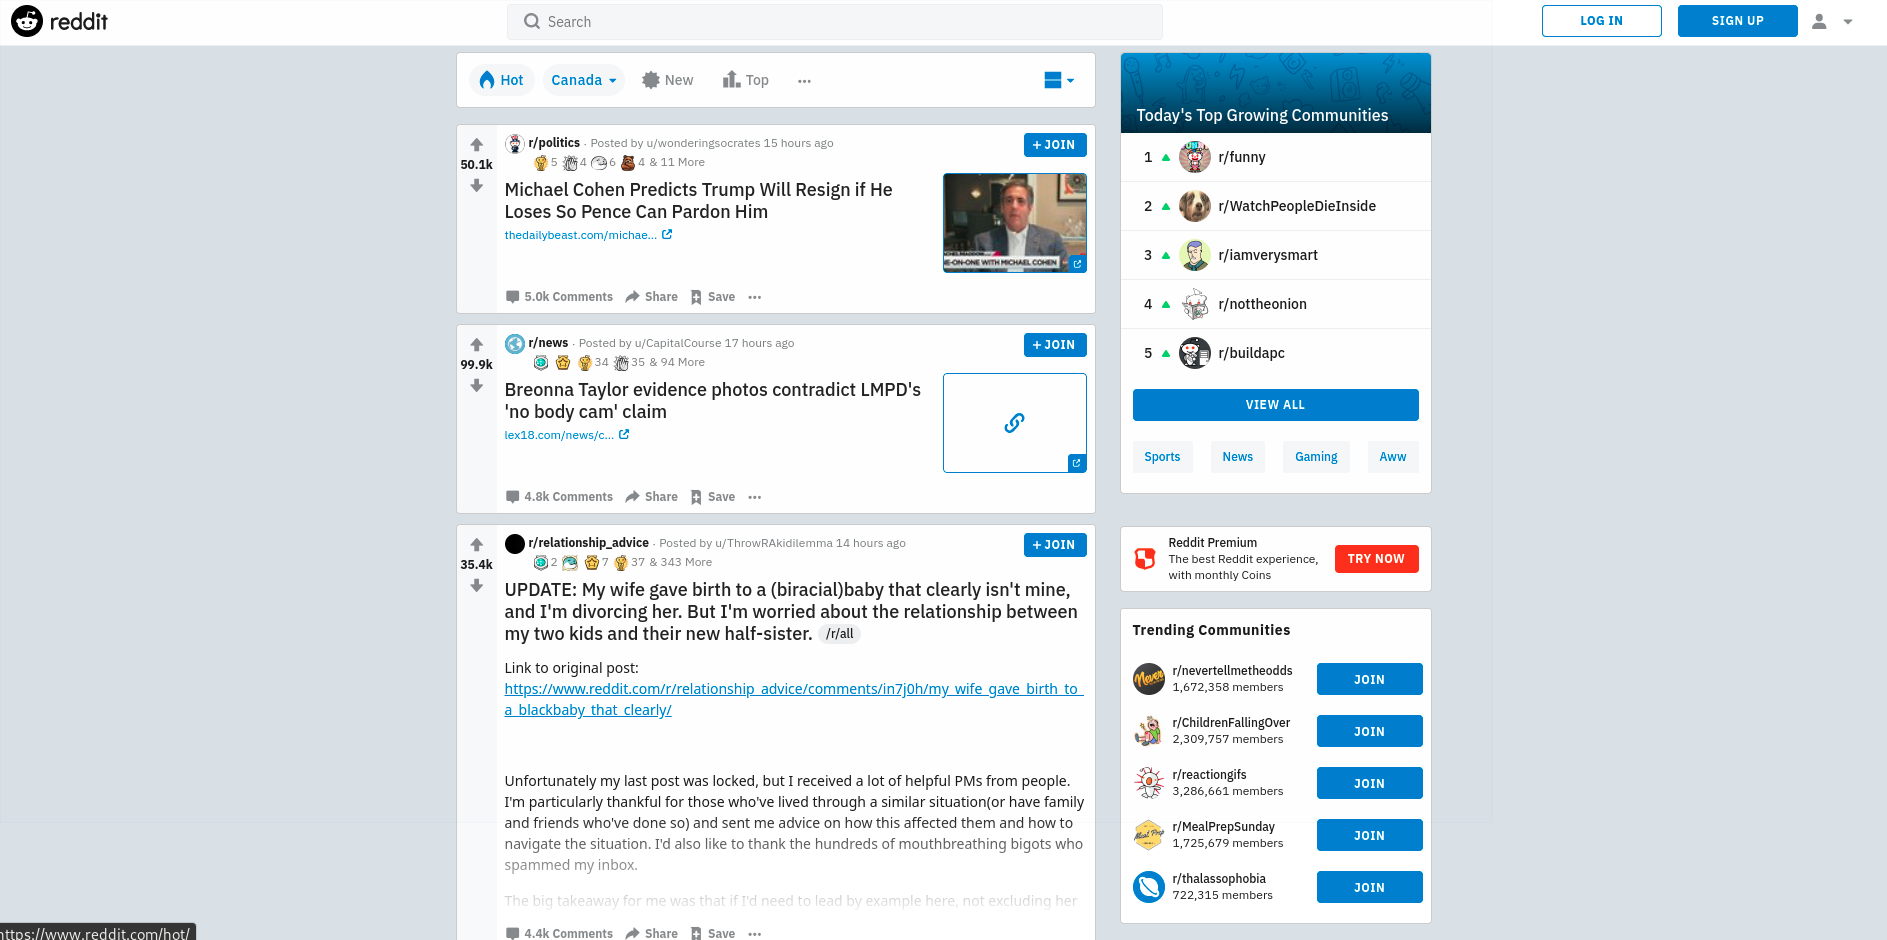 reddit
Search
LOG IN
SIGN UP
Hot
Canada
New
Top
r/politics · Posted by u/wonderingsocrates 15 hours ago
5 4 6 4 & 11 More
+ JOIN
50.1k
Michael Cohen Predicts Trump Will Resign if He
Loses So Pence Can Pardon Him
thedailybeast.com/michae...
E-ON-ONE WITH MICHAEL COHEN
5.0k Comments Share Save
r/news · Posted by u/CapitalCourse 17 hours ago
34 35 & 94 More
+ JOIN
99.9k
Breonna Taylor evidence photos contradict LMPD's
'no body cam' claim
lex18.com/news/c...
4.8k Comments Share Save
r/relationship_advice · Posted by u/ThrowRAkidilemma 14 hours ago
2 7 37 & 343 More
+ JOIN
35.4k
UPDATE: My wife gave birth to a (biracial)baby that clearly isn't mine,
and I'm divorcing her. But I'm worried about the relationship between
my two kids and their new half-sister. /r/all
Link to original post:
https://www.reddit.com/r/relationship_advice/comments/in7j0h/my_wife_gave_birth_to_
a_blackbaby_that_clearly/
Unfortunately my last post was locked, but I received a lot of helpful PMs from people.
I'm particularly thankful for those who've lived through a similar situation(or have family
and friends who've done so) and sent me advice on how this affected them and how to
navigate the situation. I'd also like to thank the hundreds of mouthbreathing bigots who
spammed my inbox.
The big takeaway for me was that if I'd need to lead by example here, not excluding her
4.4k Comments Share Save
Today's Top Growing Communities
1 r/funny
2 r/WatchPeopleDieInside
3 r/iamverysmart
4 r/nottheonion
5 r/buildapc
VIEW ALL
Sports News Gaming Aww
Reddit Premium
The best Reddit experience,
with monthly Coins
TRY NOW
Trending Communities
r/nevertellmetheodds
1,672,358 members
JOIN
r/ChildrenFallingOver
2,309,757 members
JOIN
r/reactiongifs
3,286,661 members
JOIN
r/MealPrepSunday
1,725,679 members
JOIN
r/thalassophobia
722,315 members
JOIN
https://www.reddit.com/hot/